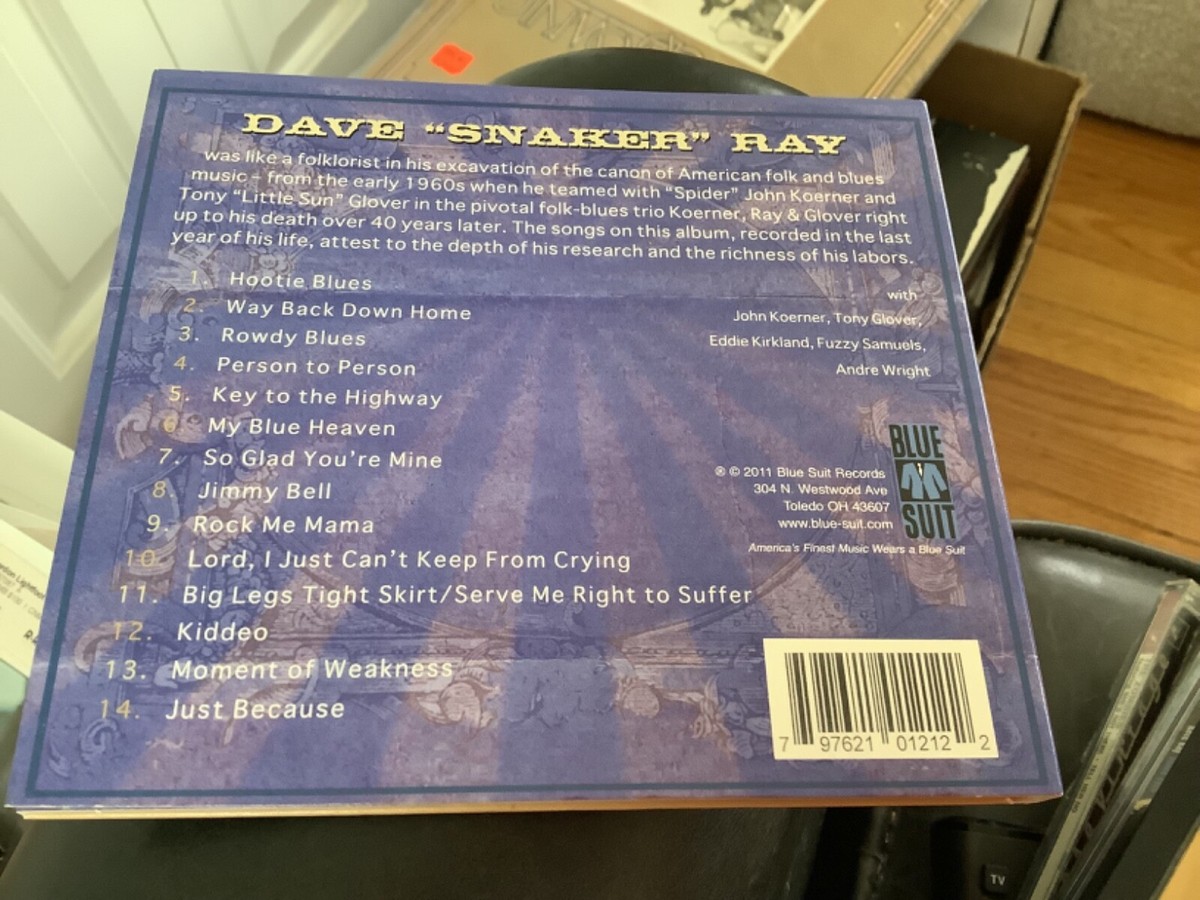 DAVE “SNAKER” RAY
was like a folklorist in his excavation of the canon of American folk and blues
music – from the early 1960s when he teamed with “Spider” John Koerner and
Tony “Little Sun” Glover in the pivotal folk-blues trio Koerner, Ray & Glover right
up to his death over 40 years later. The songs on this album, recorded in the last
year of his life, attest to the depth of his research and the richness of his labors.
1. Hootie Blues
2. Way Back Down Home
3. Rowdy Blues
4. Person to Person
5. Key to the Highway
6. My Blue Heaven
7. So Glad You’re Mine
8. Jimmy Bell
9. Rock Me Mama
10. Lord, I Just Can’t Keep From Crying
11. Big Legs Tight Skirt/Serve Me Right to Suffer
12. Kiddeo
13. Moment of Weakness
14. Just Because
with
John Koerner, Tony Glover,
Eddie Kirkland, Fuzzy Samuels,
Andre Wright
BLUE
SUIT
℗ © 2011 Blue Suit Records
304 N. Westwood Ave
Toledo OH 43607
www.blue-suit.com
America’s Finest Music Wears a Blue Suit
7 97621 01212 2
TV